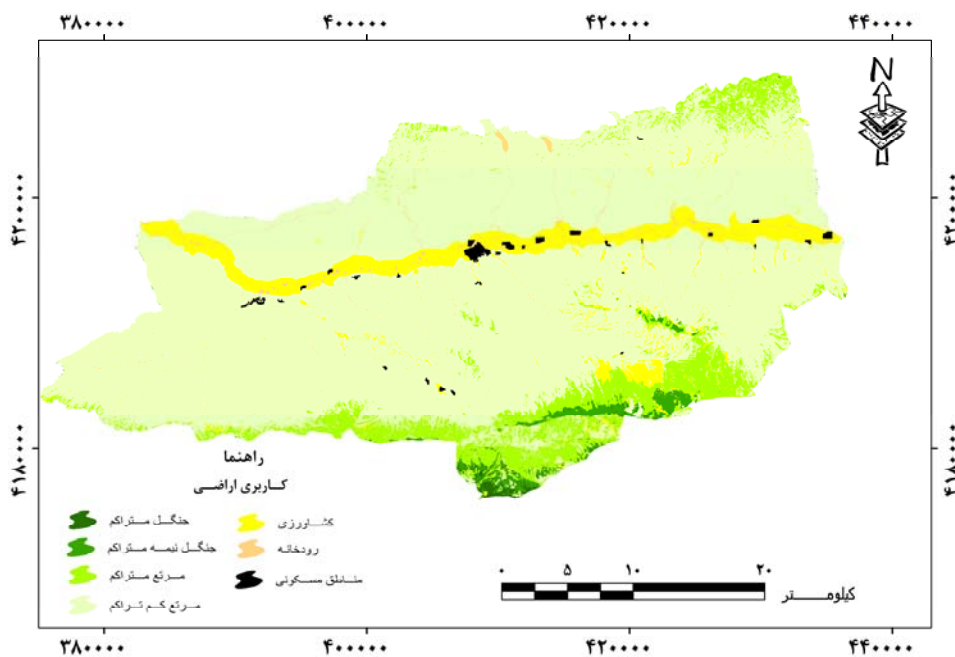 ۳۸۰۰۰۰ ۴۰۰۰۰۰ ۴۲۰۰۰۰ ۴۴۰۰۰۰
N
۴۲۰۰۰۰۰ ۴۲۰۰۰۰۰
۴۱۸۰۰۰۰ ۴۱۸۰۰۰۰
راهنما
کاربری اراضی
جنگل متراکم
جنگل نیمه متراکم
مرتع متراکم
مرتع کم تراکم
کشاورزی
رودخانه
مناطق مسکونی
۰ ۵ ۱۰ ۲۰
کیلومتر
۳۸۰۰۰۰ ۴۰۰۰۰۰ ۴۲۰۰۰۰ ۴۴۰۰۰۰